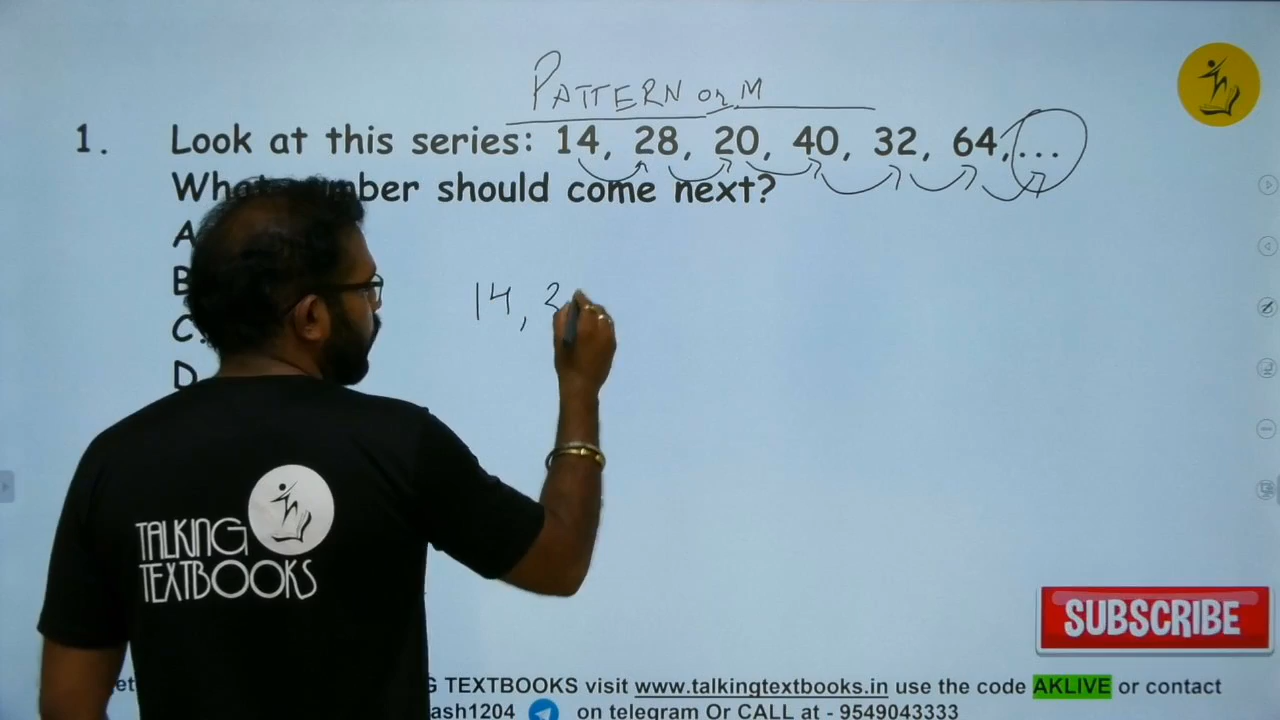 PATTERN or M
1. Look at this series: 14, 28, 20, 40, 32, 64, ...
What number should come next?
A
B
C.
D
14, 2
TALKING
TEXTBOOKS
SUBSCRIBE
G TEXTBOOKS visit www.talkingtextbooks.in use the code AKLIVE or contact
ash1204 on telegram Or CALL at - 9549043333